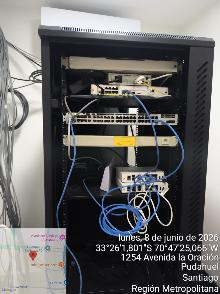 lunes, 8 de junio de 2026
33°26'1,801"S 70°47'25,065"W
1254 Avenida la Oración
Pudahuel
Santiago
Región Metropolitana